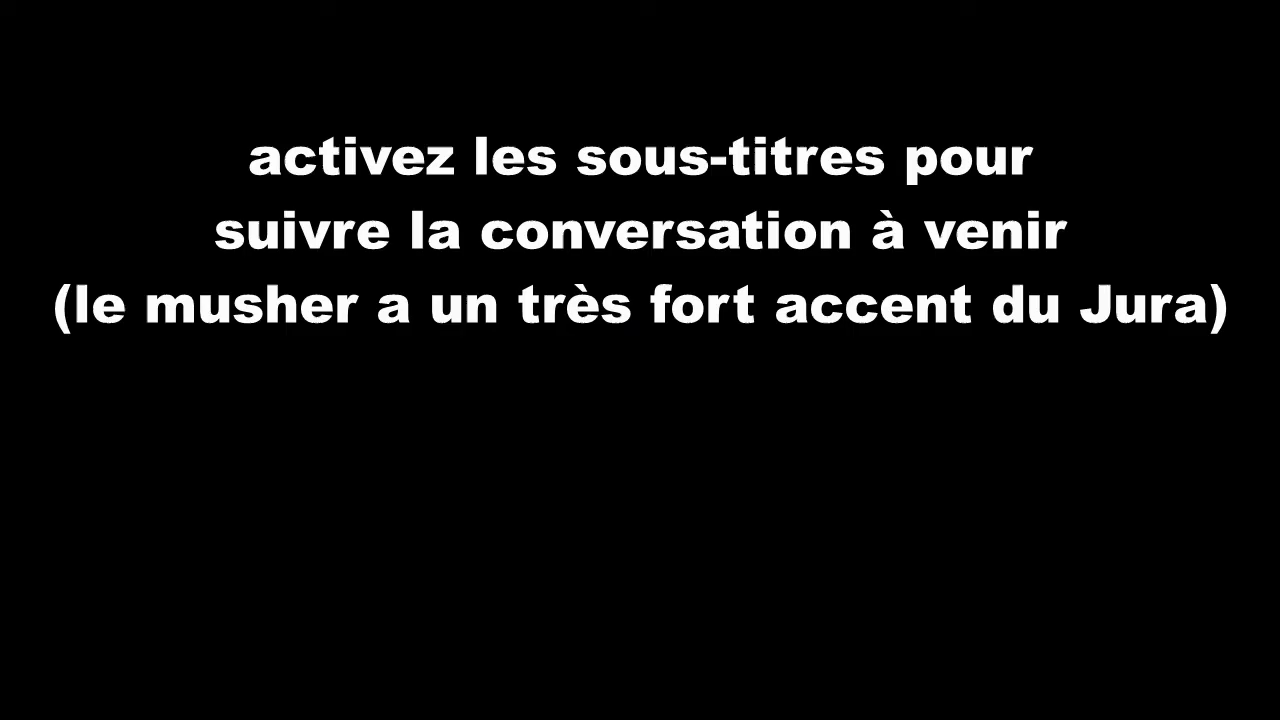 activez les sous-titres pour
suivre la conversation à venir
(le musher a un très fort accent du Jura)